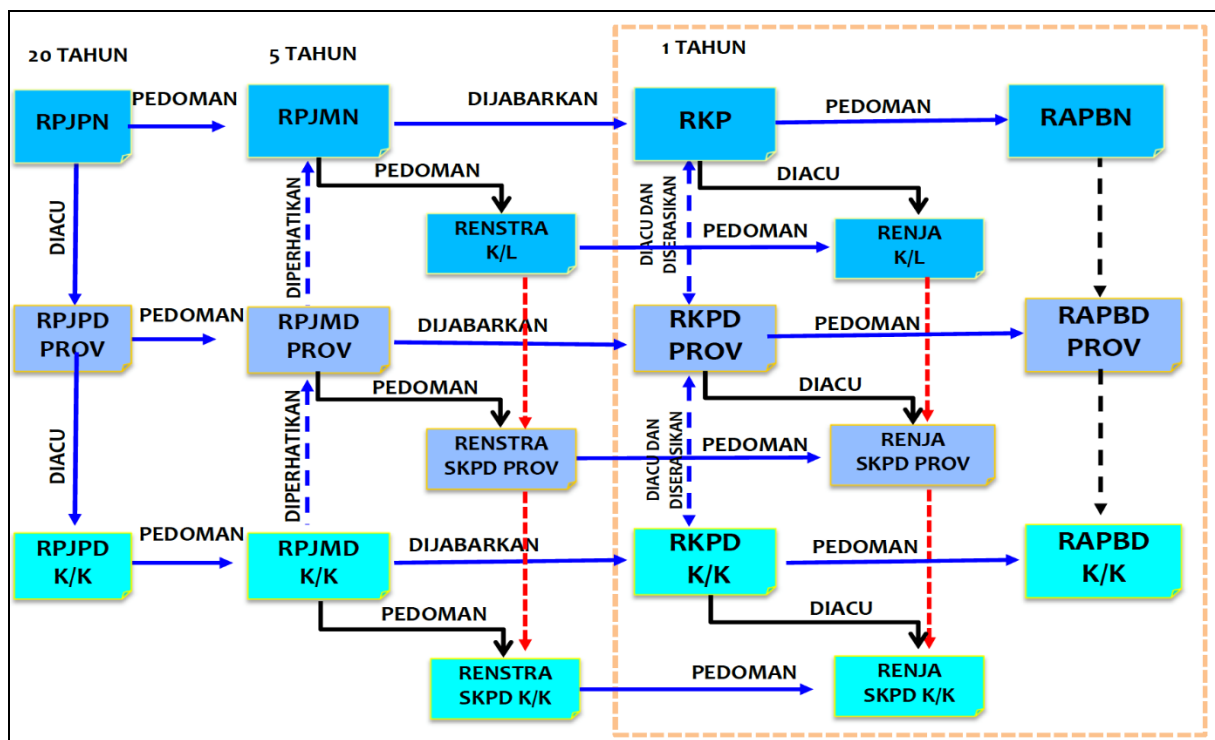 20 TAHUN
5 TAHUN
1 TAHUN
RPJPN
PEDOMAN
RPJMN
DIJABARKAN
RKP
PEDOMAN
RAPBN
DIACU
DIPERHATIKAN
PEDOMAN
RENSTRA
K/L
PEDOMAN
DIACU DAN
DISERASIKAN
DIACU
RENJA
K/L
RPJPD
PROV
PEDOMAN
RPJMD
PROV
DIJABARKAN
RKPD
PROV
PEDOMAN
RAPBD
PROV
DIACU
DIPERHATIKAN
PEDOMAN
RENSTRA
SKPD PROV
PEDOMAN
DIACU DAN
DISERASIKAN
DIACU
RENJA
SKPD PROV
RPJPD
K/K
PEDOMAN
RPJMD
K/K
DIJABARKAN
RKPD
K/K
PEDOMAN
RAPBD
K/K
PEDOMAN
RENSTRA
SKPD K/K
PEDOMAN
DIACU
RENJA
SKPD K/K